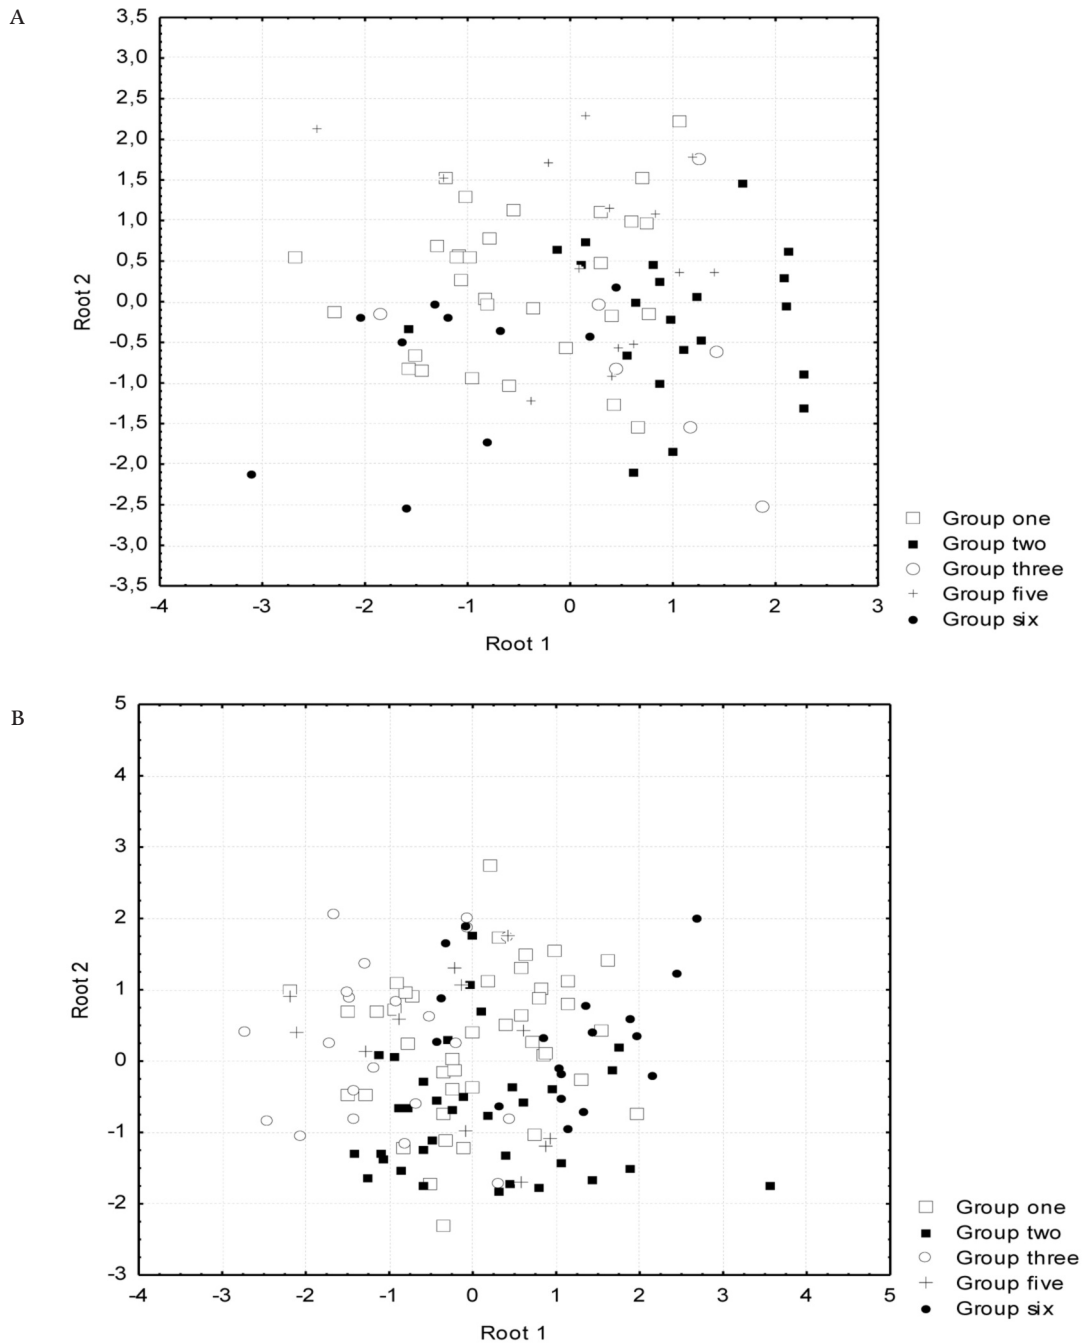 A
3,5
3,0
2,5
2,0
1,5
1,0
0,5
0,0
-0,5
-1,0
-1,5
-2,0
-2,5
-3,0
-3,5
Root 2
-4 -3 -2 -1 0 1 2 3
Root 1
Group one
Group two
Group three
Group five
Group six
B
5
4
3
2
1
0
-1
-2
-3
Root 2
-4 -3 -2 -1 0 1 2 3 4 5
Root 1
Group one
Group two
Group three
Group five
Group six